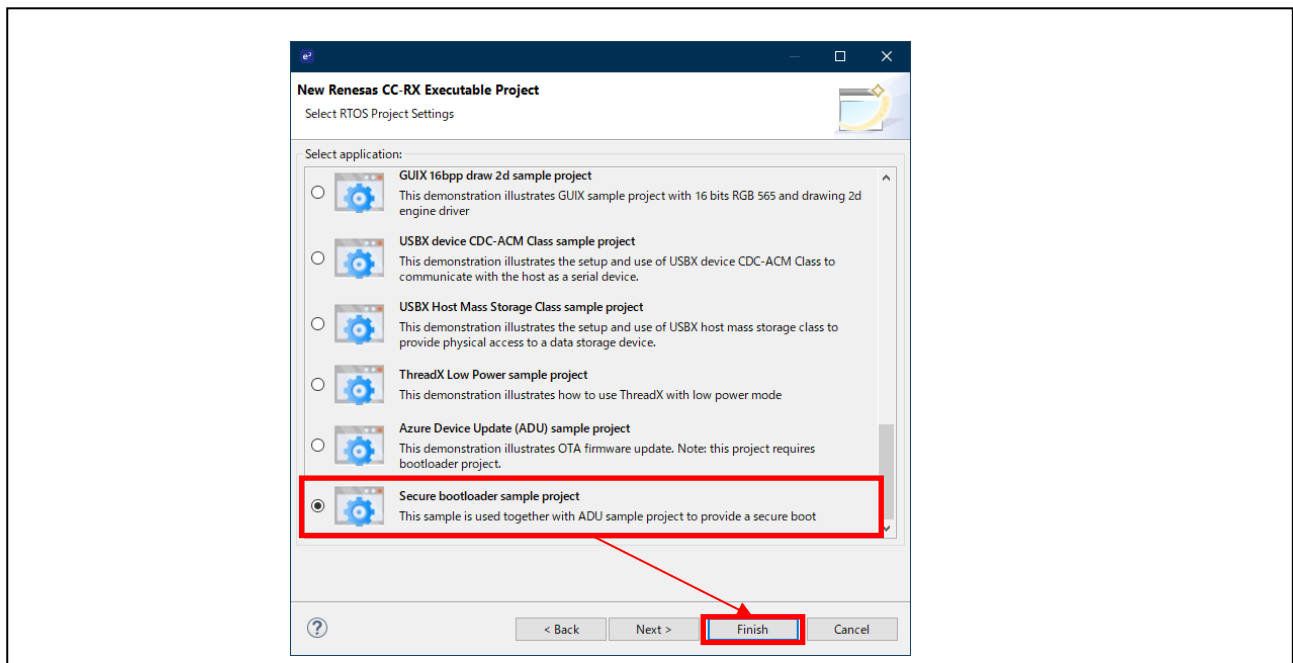 e²
New Renesas CC-RX Executable Project
Select RTOS Project Settings
Select application:
GUIX 16bpp draw 2d sample project
This demonstration illustrates GUIX sample project with 16 bits RGB 565 and drawing 2d
engine driver
USBX device CDC-ACM Class sample project
This demonstration illustrates the setup and use of USBX device CDC-ACM Class to
communicate with the host as a serial device.
USBX Host Mass Storage Class sample project
This demonstration illustrates the setup and use of USBX host mass storage class to
provide physical access to a data storage device.
ThreadX Low Power sample project
This demonstration illustrates how to use ThreadX with low power mode
Azure Device Update (ADU) sample project
This demonstration illustrates OTA firmware update. Note: this project requires
bootloader project.
Secure bootloader sample project
This sample is used together with ADU sample project to provide a secure boot
?
< Back Next > Finish Cancel